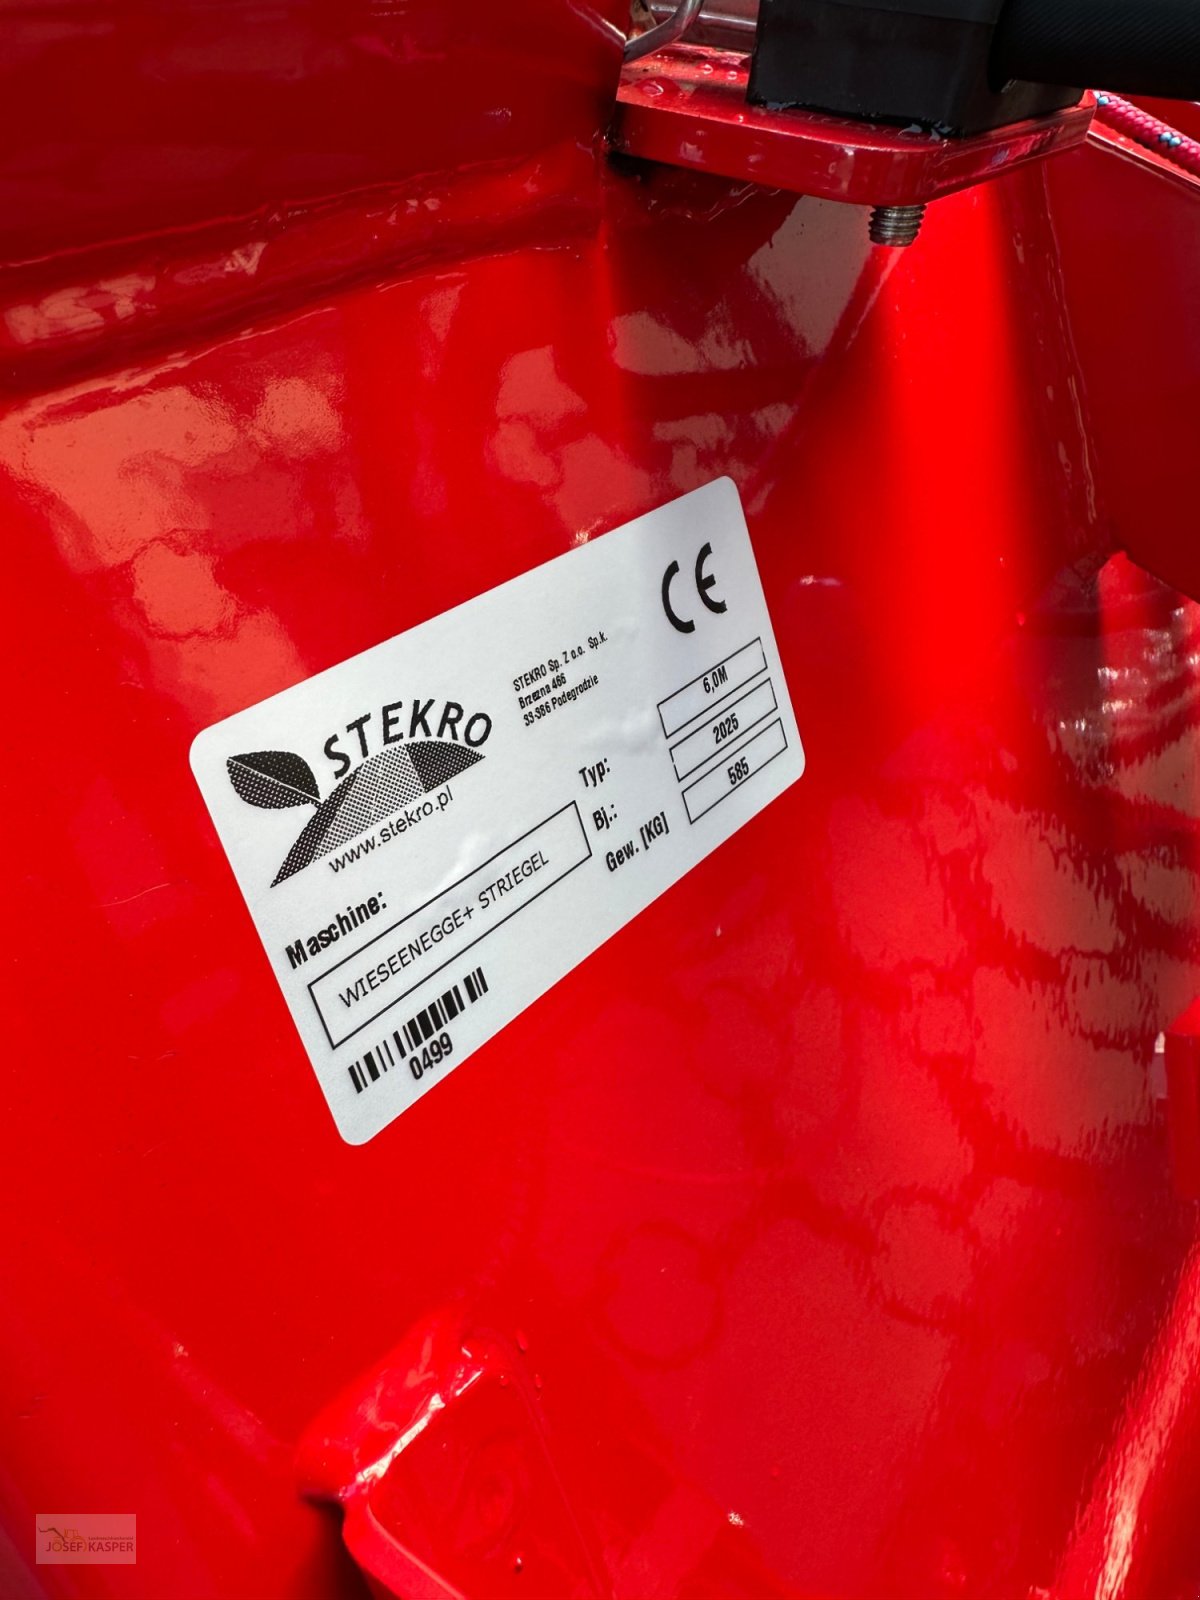 STEKRO
www.stekro.pl
STEKRO Sp. Z o.o. Sp.k.
Brzezna 466
33-386 Podegrodzie
CE
Maschine:
WIESEENEGGE+ STRIEGEL
Typ: 6,0M
Bj.: 2025
Gew. [KG] 585
0499
JOSEF KASPER